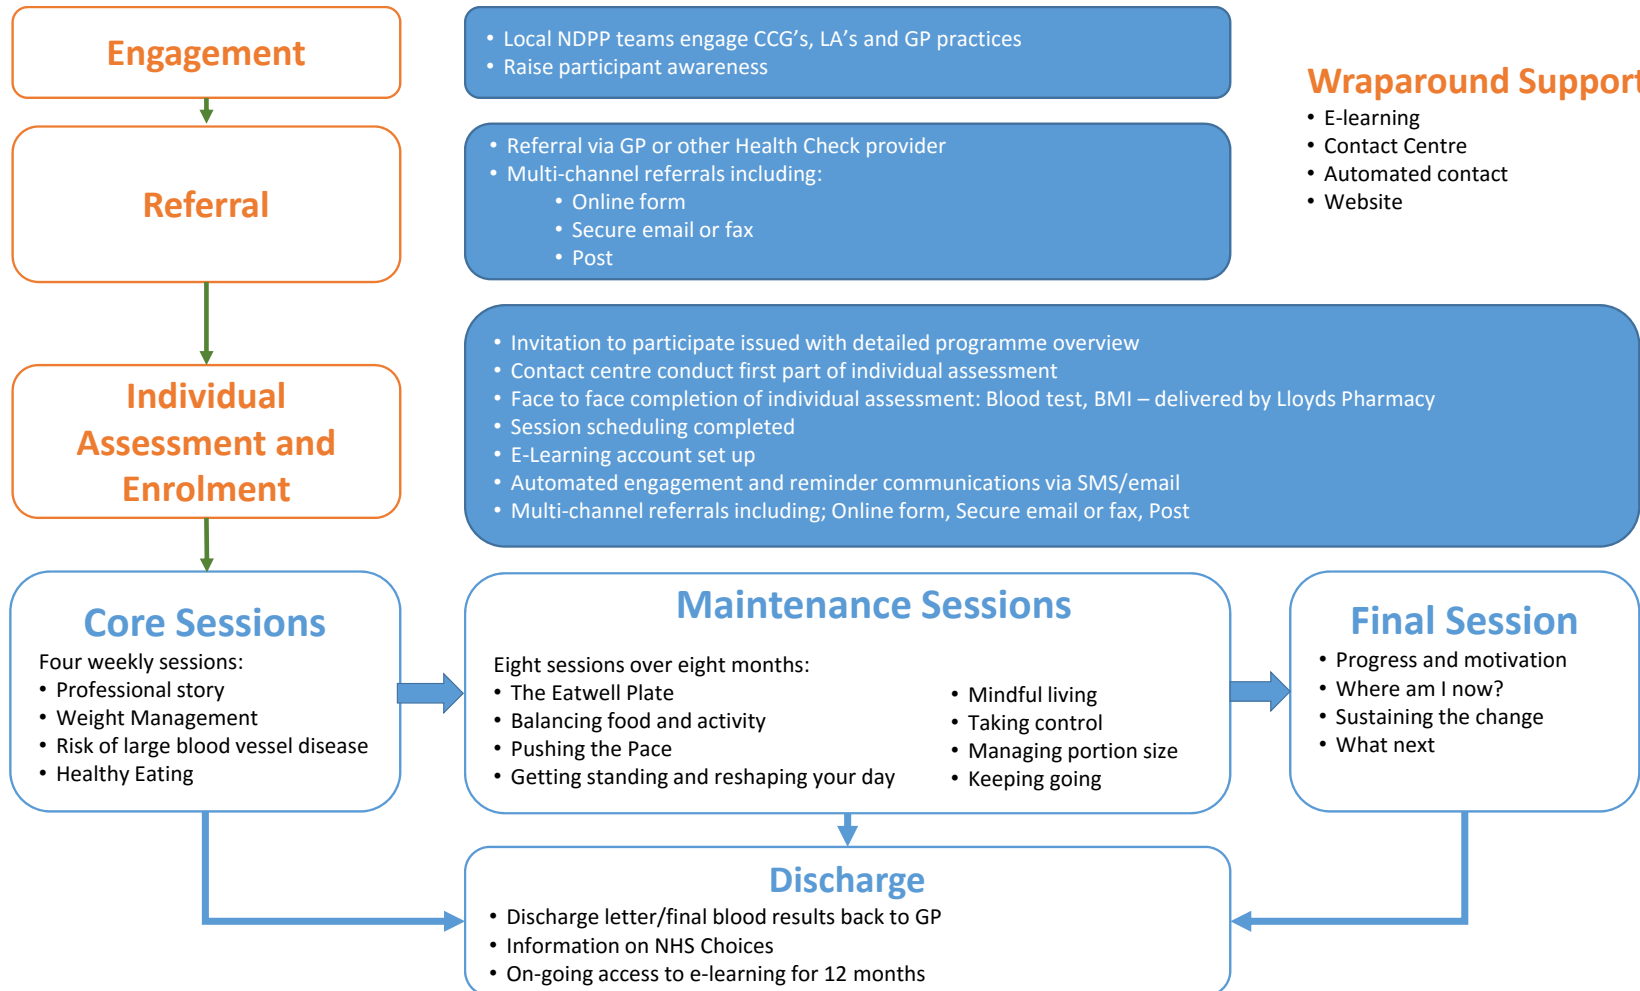 Engagement
• Local NDPP teams engage CCG's, LA's and GP practices
• Raise participant awareness
Wraparound Support
• E-learning
• Contact Centre
• Automated contact
• Website
Referral
• Referral via GP or other Health Check provider
• Multi-channel referrals including:
• Online form
• Secure email or fax
• Post
Individual
Assessment and
Enrolment
• Invitation to participate issued with detailed programme overview
• Contact centre conduct first part of individual assessment
• Face to face completion of individual assessment: Blood test, BMI – delivered by Lloyds Pharmacy
• Session scheduling completed
• E-Learning account set up
• Automated engagement and reminder communications via SMS/email
• Multi-channel referrals including; Online form, Secure email or fax, Post
Core Sessions
Four weekly sessions:
• Professional story
• Weight Management
• Risk of large blood vessel disease
• Healthy Eating
Maintenance Sessions
Eight sessions over eight months:
• The Eatwell Plate
• Balancing food and activity
• Pushing the Pace
• Getting standing and reshaping your day
• Mindful living
• Taking control
• Managing portion size
• Keeping going
Final Session
• Progress and motivation
• Where am I now?
• Sustaining the change
• What next
Discharge
• Discharge letter/final blood results back to GP
• Information on NHS Choices
• On-going access to e-learning for 12 months